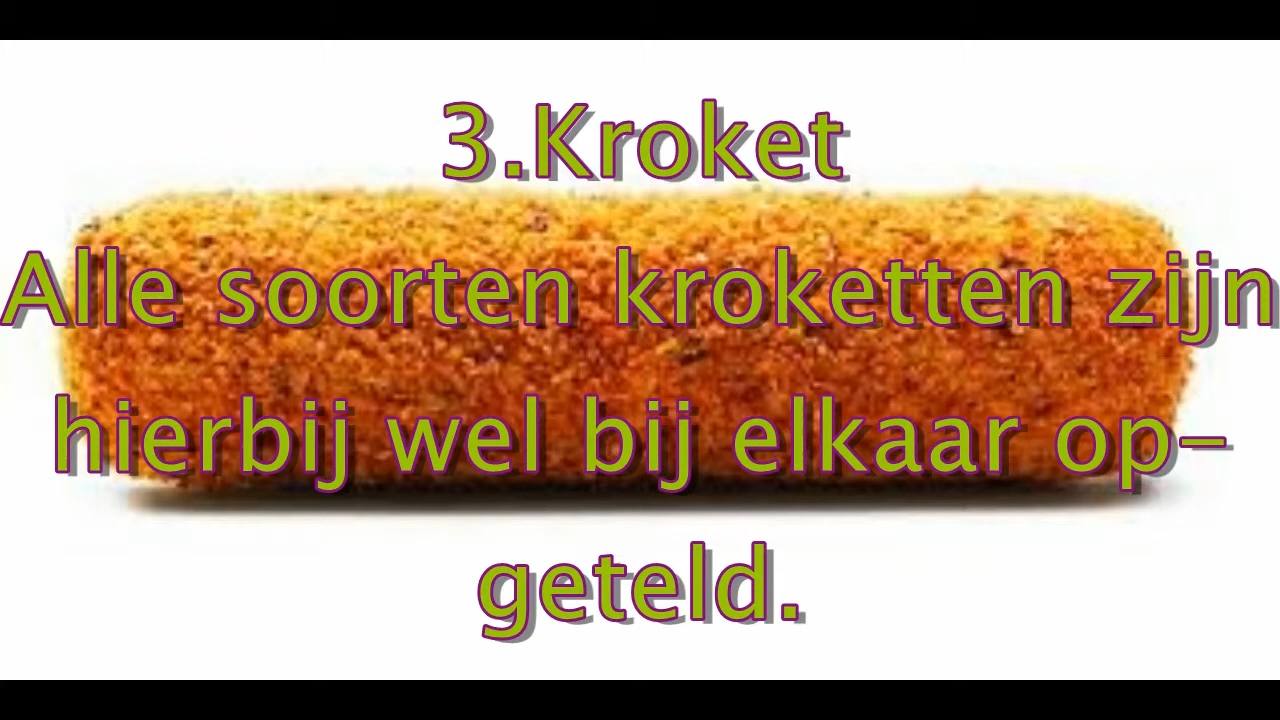 3.Kroket
Alle soorten kroketten zijn
hierbij wel bij elkaar op-
geteld.